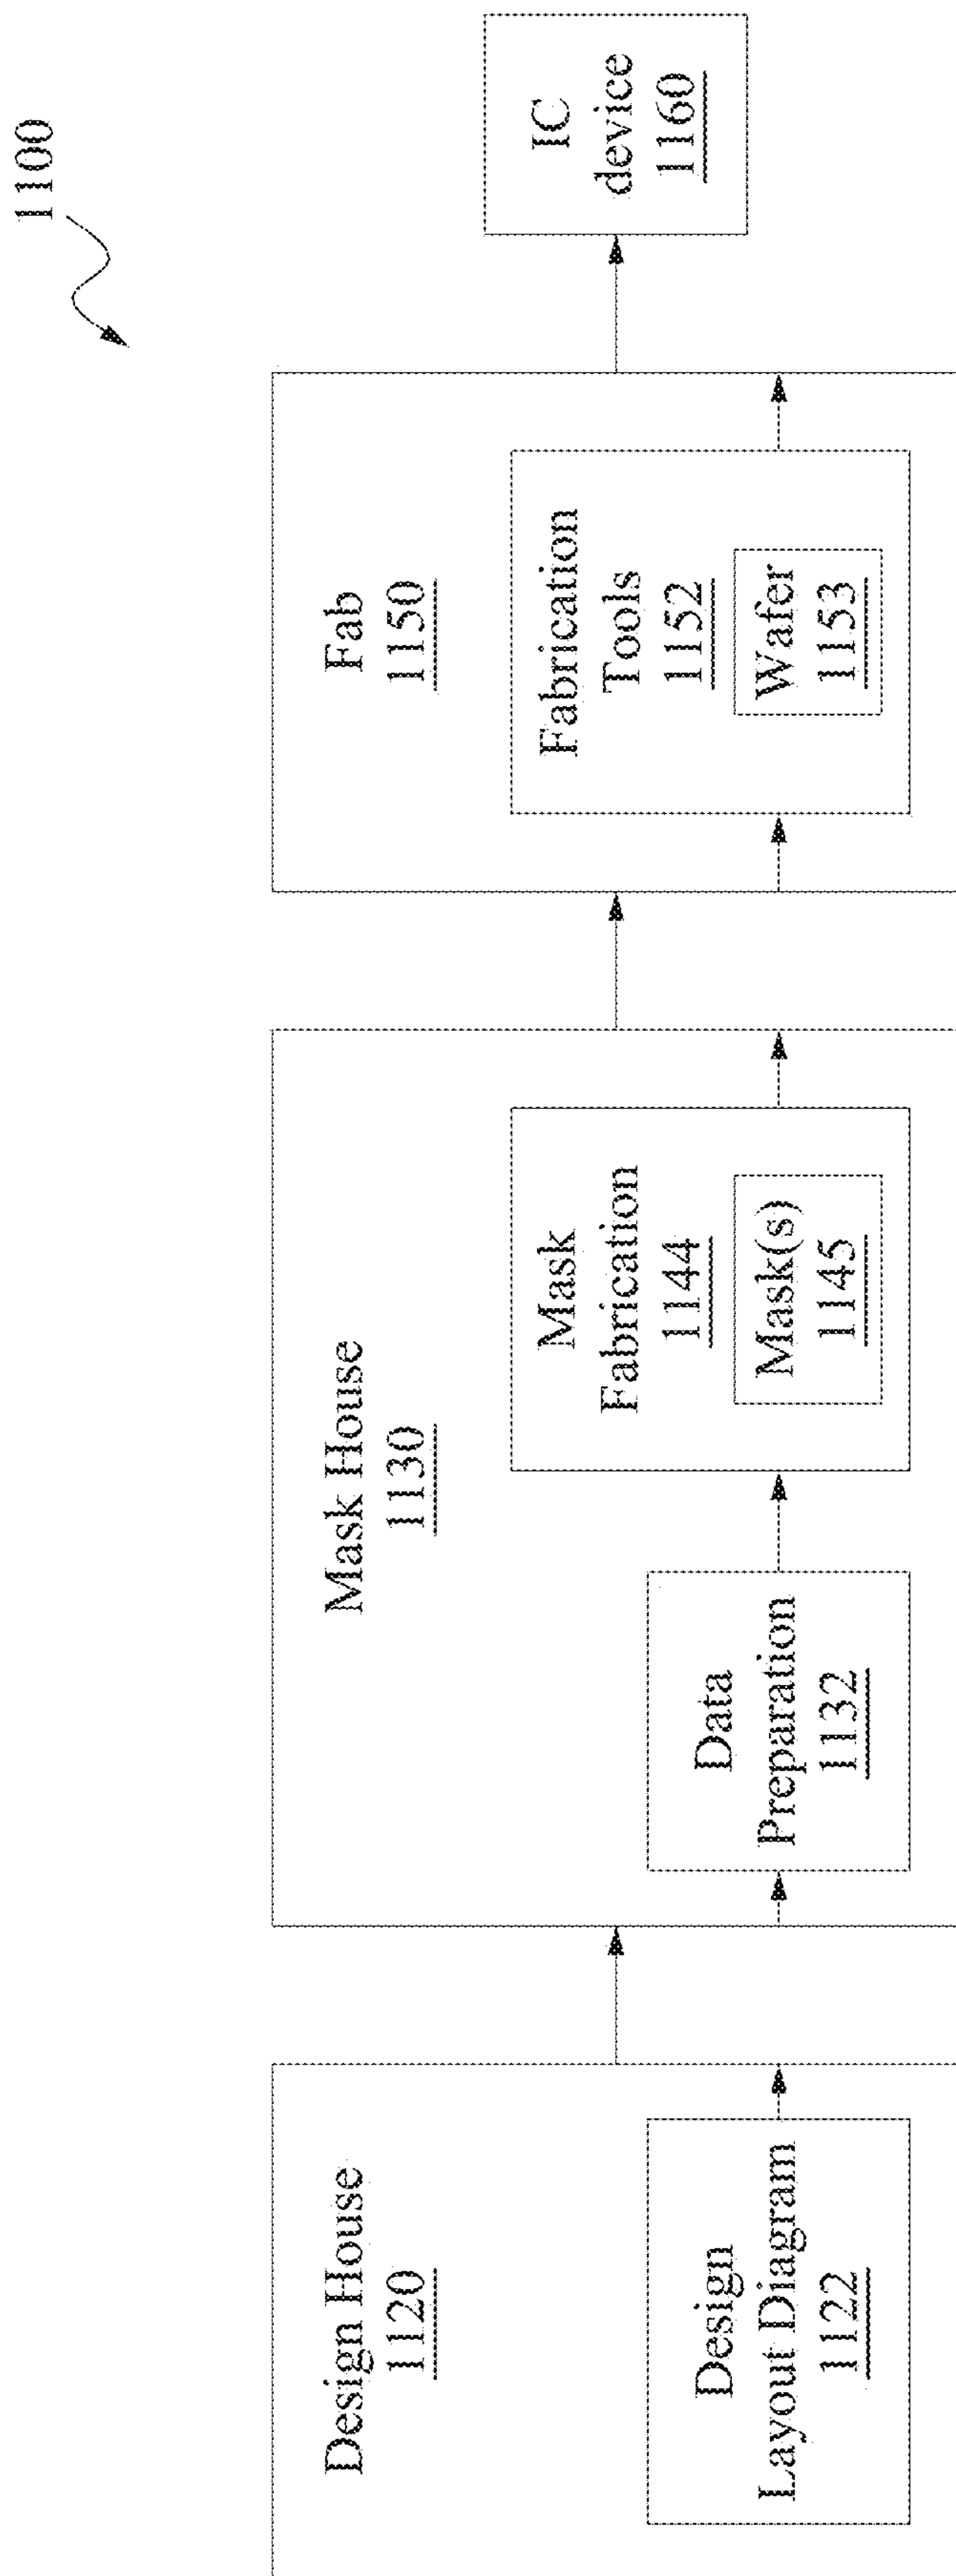 1100
Design House
1120
Design
Layout Diagram
1122
Mask House
1130
Data
Preparation
1132
Mask
Fabrication
1144
Mask(s)
1145
Fab
1150
Fabrication
Tools
1152
Wafer
1153
IC
device
1160